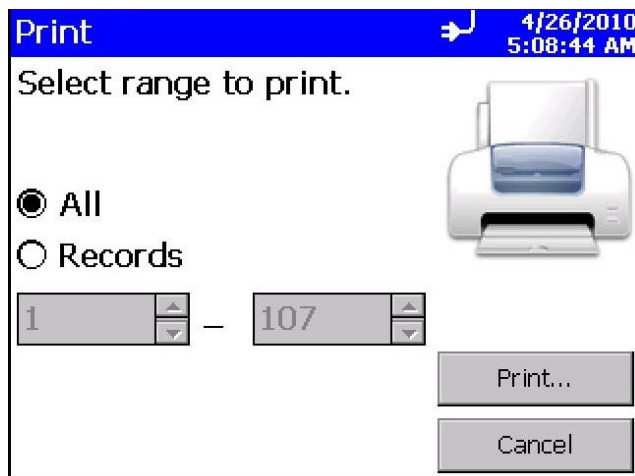 Print
4/26/2010
5:08:44 AM
Select range to print.
All
Records
1 – 107
Print...
Cancel